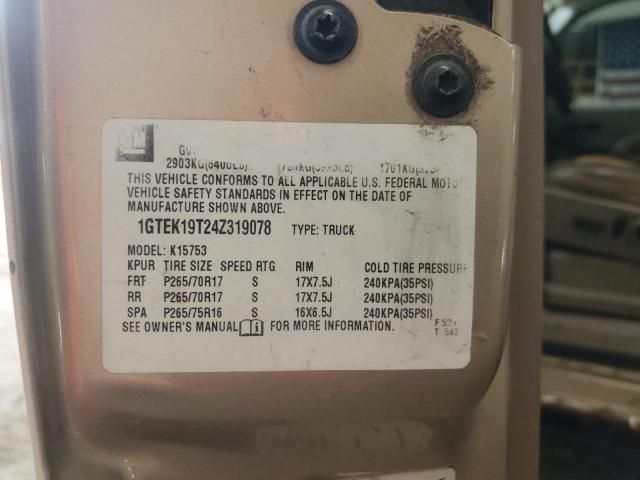 GM
2903KG(6400LB)
THIS VEHICLE CONFORMS TO ALL APPLICABLE U.S. FEDERAL
VEHICLE SAFETY STANDARDS IN EFFECT ON THE DATE OF
MANUFACTURE SHOWN ABOVE.
1GTEK19T24Z319078 TYPE: TRUCK
MODEL: K15753
KPUR TIRE SIZE SPEED RTG RIM COLD TIRE PRESSURE
FRT P265/70R17 S 17X7.5J 240KPA(35PSI)
RR P265/70R17 S 17X7.5J 240KPA(35PSI)
SPA P265/75R16 S 16X6.5J 240KPA(35PSI)
SEE OWNER'S MANUAL FOR MORE INFORMATION.